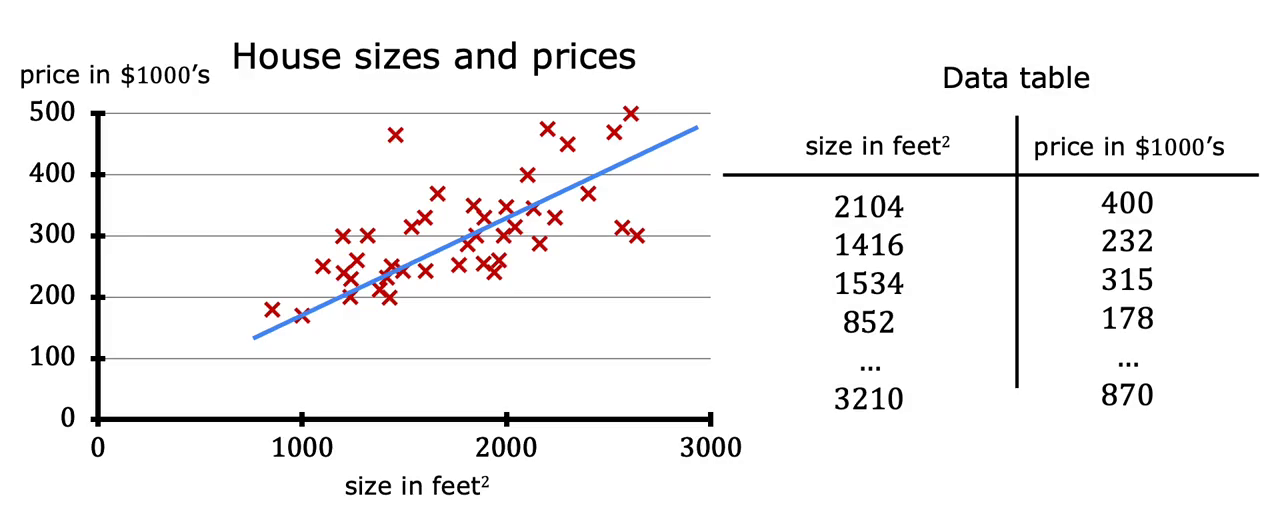 House sizes and prices
price in $1000's
500
400
300
200
100
0
0 1000 2000 3000
size in feet²
Data table
size in feet² price in $1000's
2104 400
1416 232
1534 315
852 178
... ...
3210 870